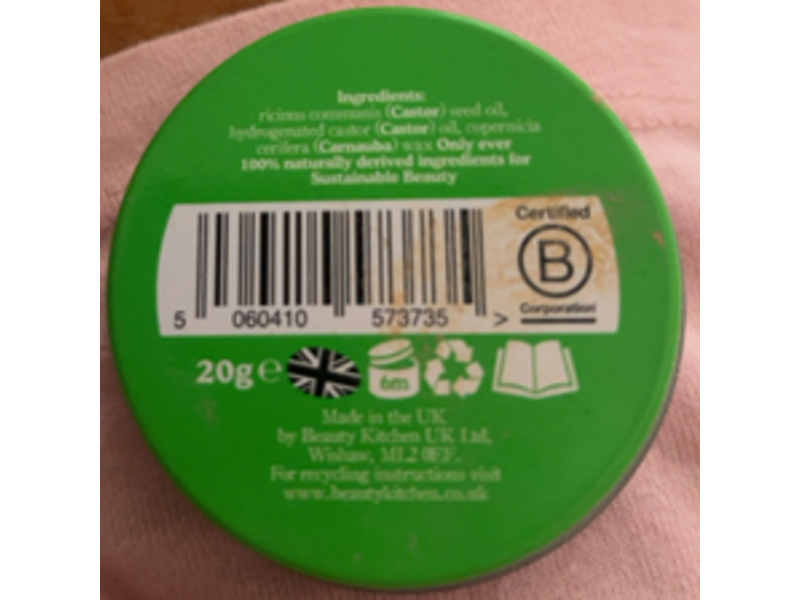 Ingredients:
ricinus communis (Castor) seed oil,
hydrogenated castor (Castor) oil, copernicia
cerifera (Carnauba) wax Only ever
100% naturally derived ingredients for
Sustainable Beauty
Certified
B
Corporation
5 060410 573735 >
20g e
6m
Made in the UK
by Beauty Kitchen UK Ltd,
Wishaw, ML2 0EF.
For recycling instructions visit
www.beautykitchen.co.uk